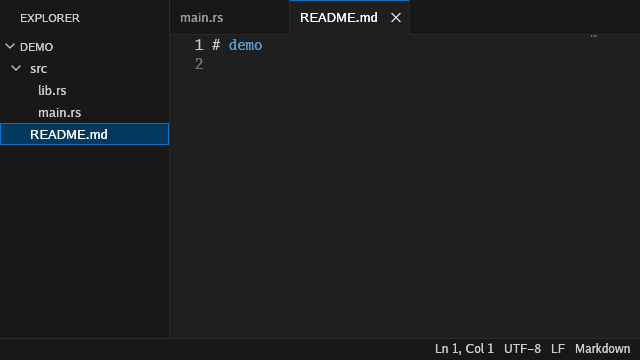 EXPLORER
DEMO
src
lib.rs
main.rs
README.md
main.rs README.md
1 # demo
2
Ln 1, Col 1 UTF-8 LF Markdown